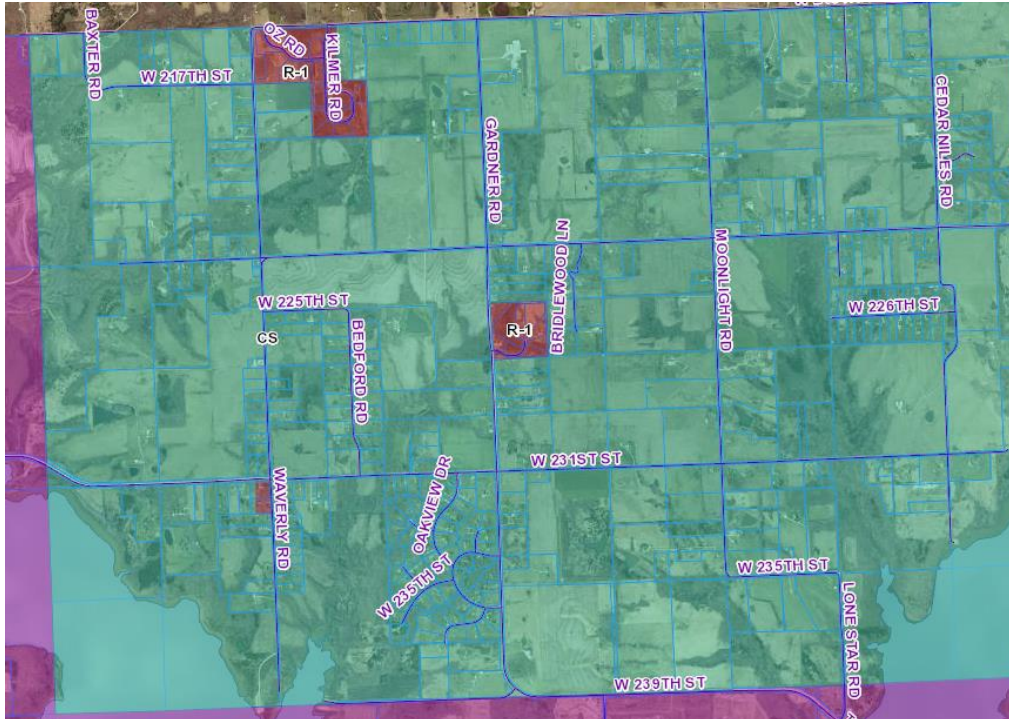 BAXTER RD
OZ RD
KILMER RD
R-1
W 217TH ST
GARDNER RD
CEDAR NILES RD
BRIDLEWOOD LN
MOONLIGHT RD
W 225TH ST
W 226TH ST
R-1
CS
BEDFORD RD
W 231ST ST
OAKVIEW DR
WAVERLY RD
W 235TH ST
W 235TH ST
LONE STAR RD
W 239TH ST